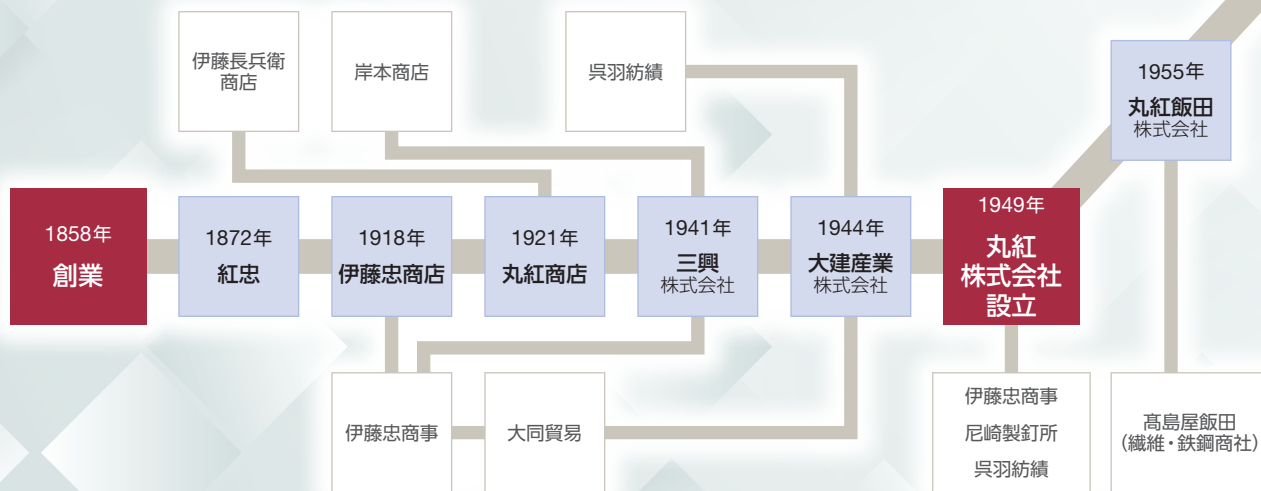 伊藤長兵衛
商店
岸本商店
呉羽紡績
1955年
丸紅飯田
株式会社
1858年
創業
1872年
紅忠
1918年
伊藤忠商店
1921年
丸紅商店
1941年
三興
株式会社
1944年
大建産業
株式会社
1949年
丸紅
株式会社
設立
伊藤忠商事
大同貿易
伊藤忠商事
尼崎製釘所
呉羽紡績
髙島屋飯田
(繊維・鉄鋼商社)